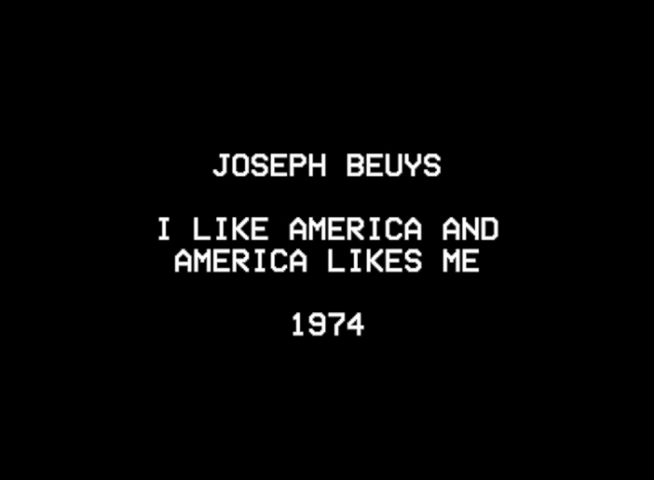 JOSEPH BEUYS
I LIKE AMERICA AND
AMERICA LIKES ME
1974